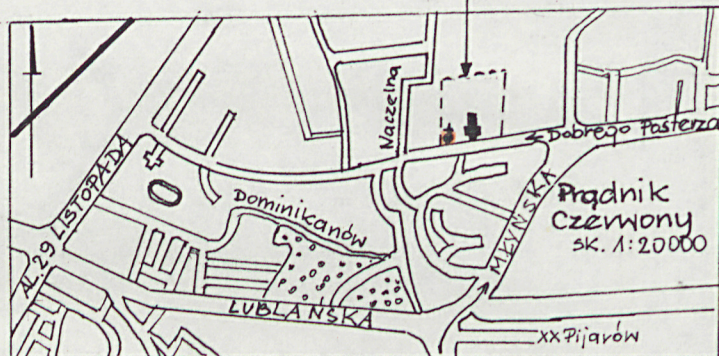 Naczelna
Dobrego Pasterza
AL. 29 LISTOPADA
Dominikanów
MŁYŃSKA
Prądnik
Czerwony
SK. 1:20000
LUBLAŃSKA
XX Pijarów